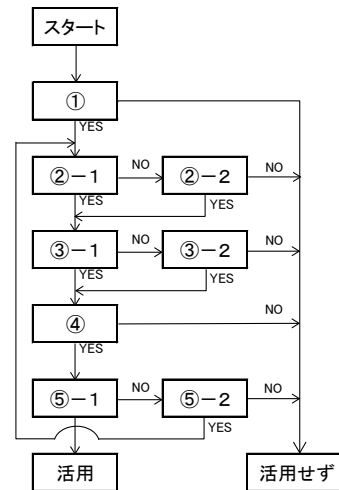 スタート
①
YES
②－1 NO ②－2 NO
YES YES
③－1 NO ③－2 NO
YES YES
④ NO
YES
⑤－1 NO ⑤－2 NO
YES
活用 活用せず